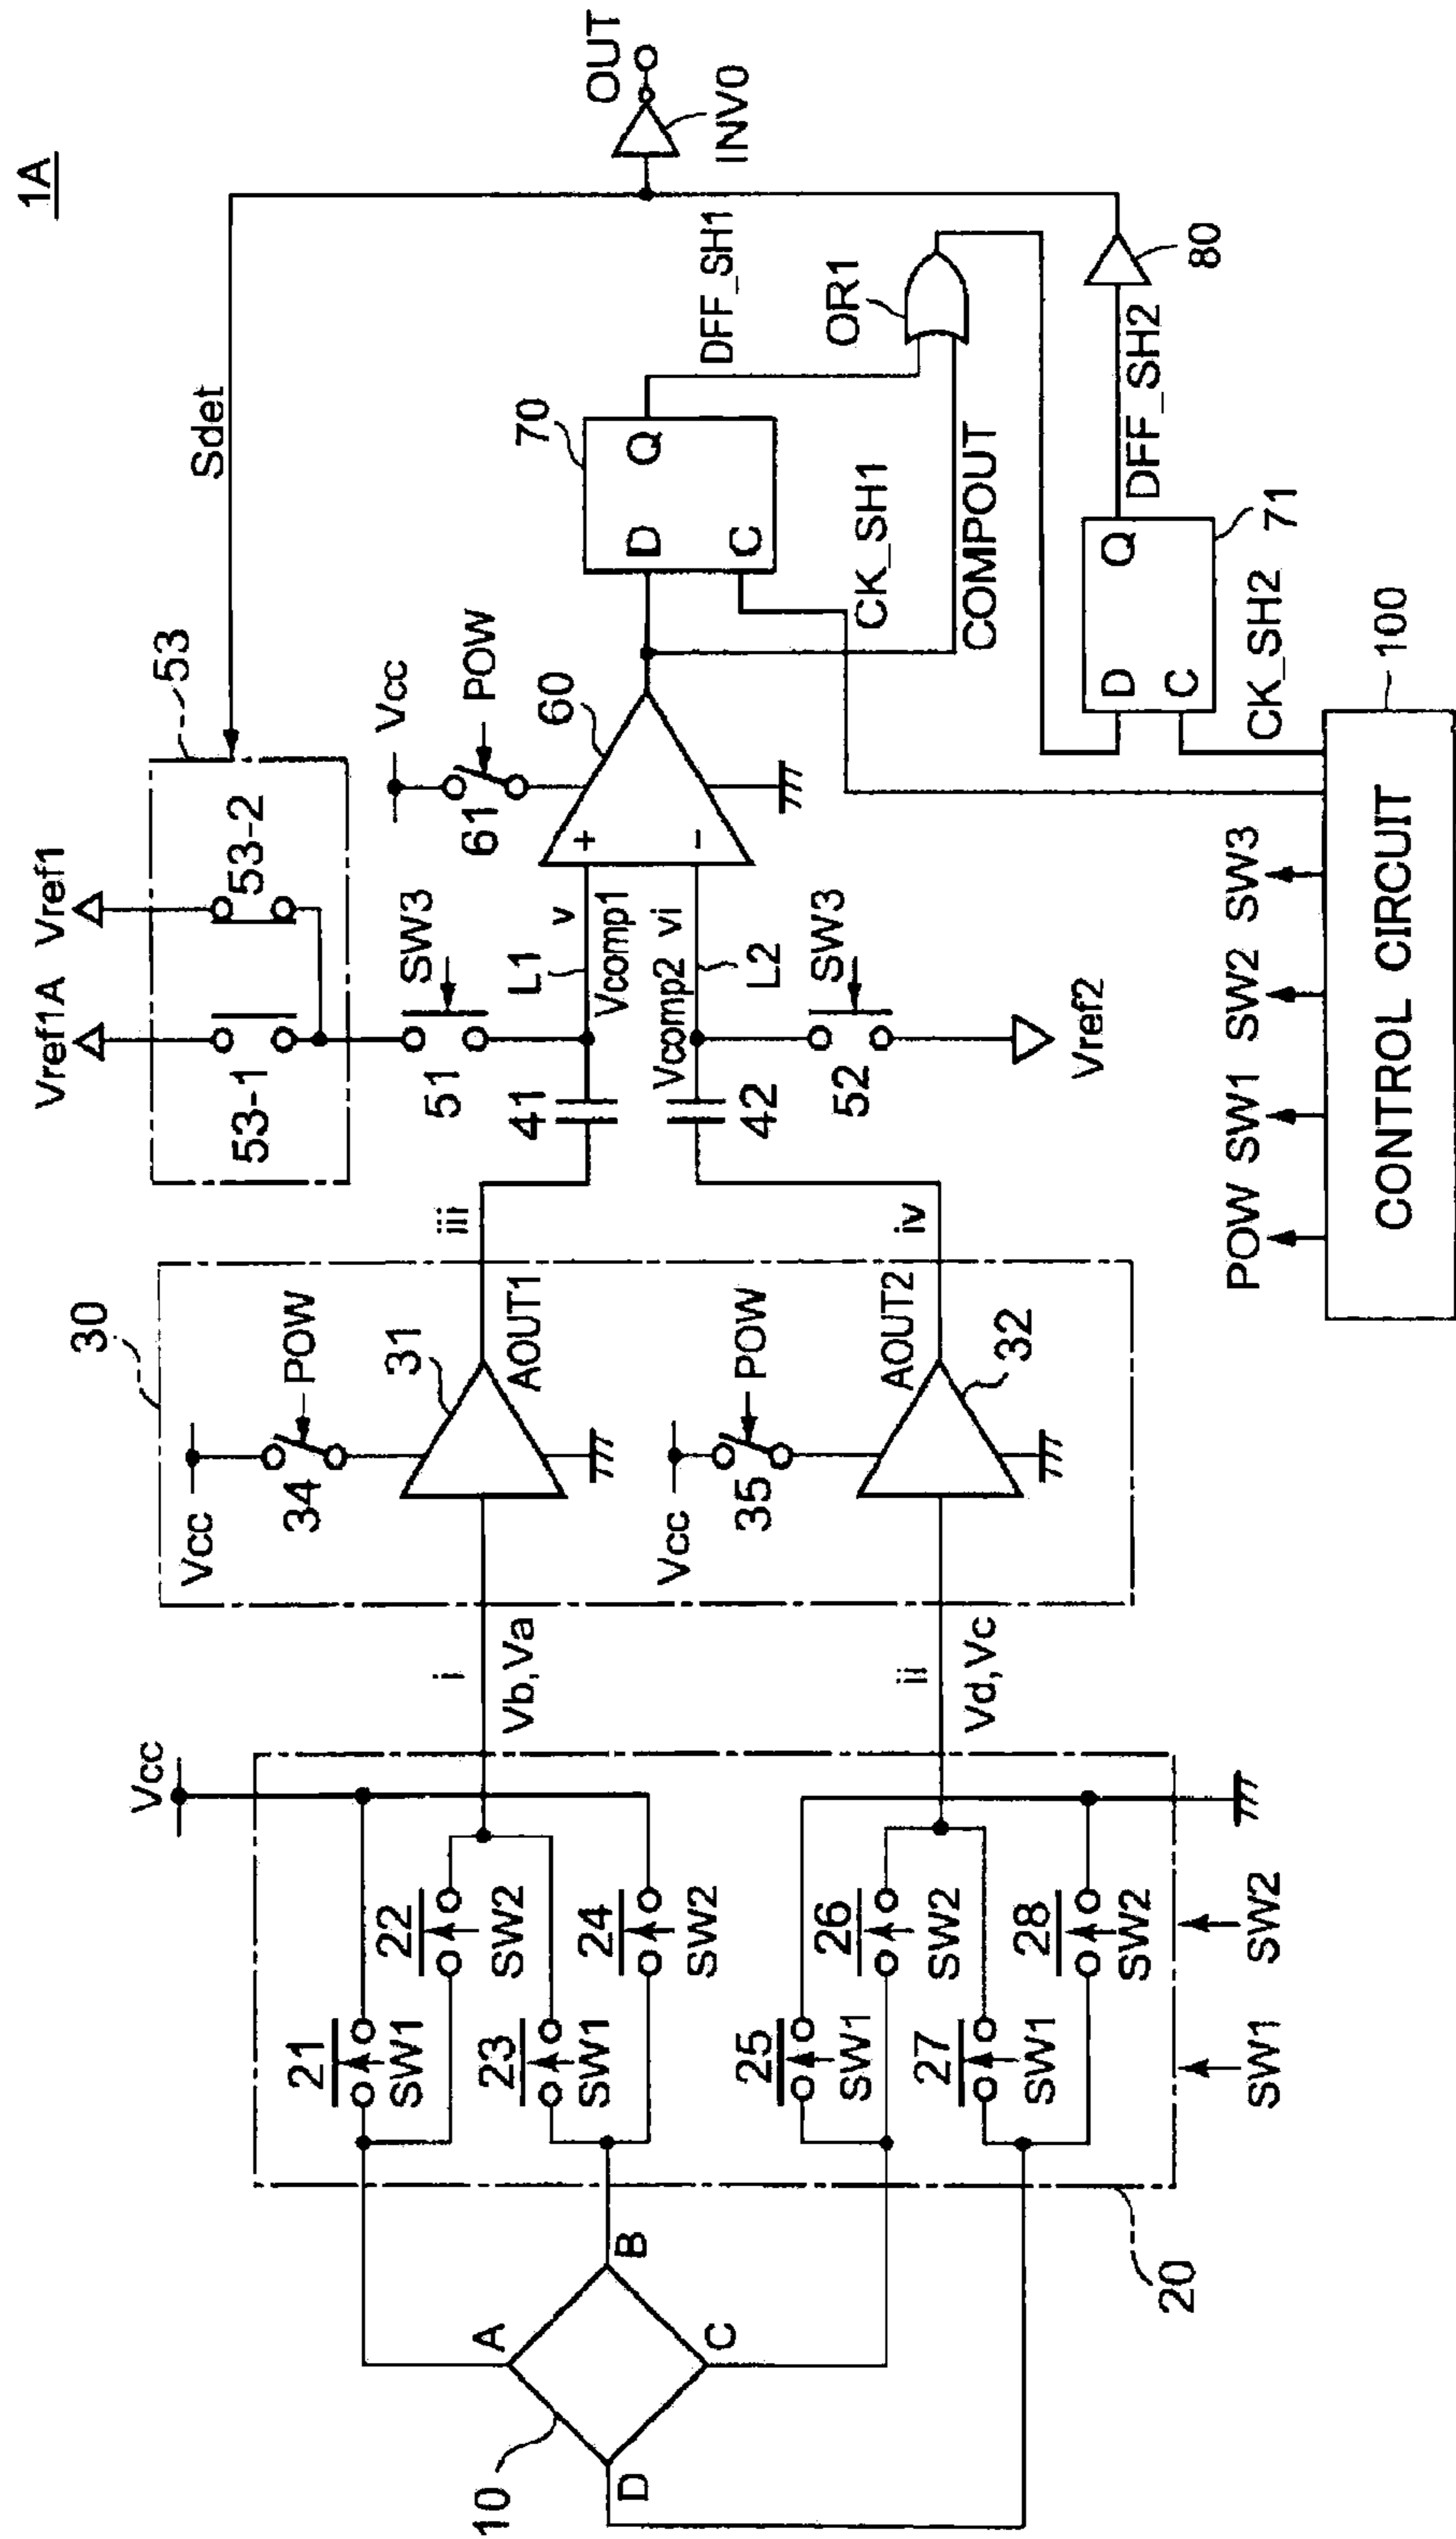 1A
10
A
B
C
D
20
21
SW1
22
SW2
23
SW1
24
SW2
25
SW1
26
SW2
27
SW1
28
SW2
SW1
SW2
Vcc
i
Vb,Va
ii
Vd,Vc
30
Vcc
34
POW
31
AOUT1
Vcc
35
POW
32
AOUT2
iii
iv
Vref1A
Vref1
53
53-1
53-2
Sdet
51
SW3
41
42
L1
v
Vcomp1
Vcomp2
vi
L2
52
SW3
Vref2
Vcc
61
POW
60
+
-
70
D
Q
C
CK_SH1
DFF_SH1
COMPOUT
OR1
71
D
Q
C
CK_SH2
DFF_SH2
80
INV0
OUT
POW
SW1
SW2
SW3
100
CONTROL CIRCUIT